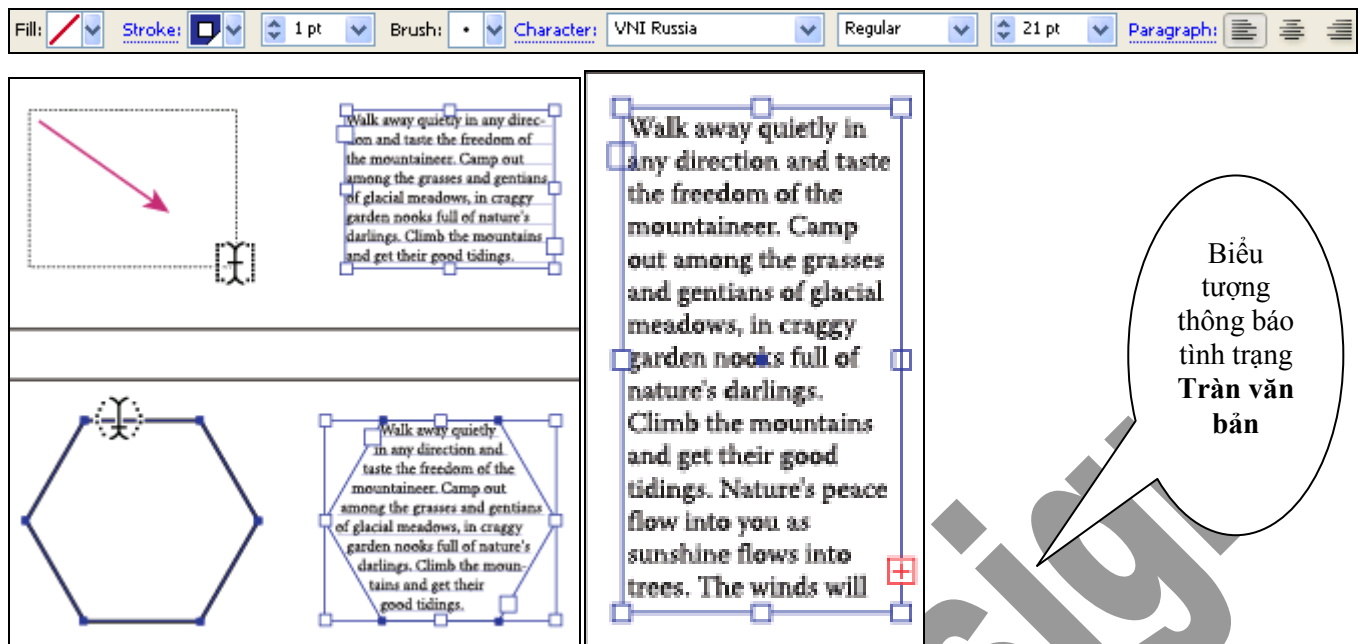 Fill: Stroke: 1 pt Brush: Character: VNI Russia Regular 21 pt Paragraph:
Walk away quietly in any direc-
tion and taste the freedom of
the mountaineer. Camp out
among the grasses and gentians
of glacial meadows, in craggy
garden nooks full of nature's
darlings. Climb the mountains
and get their good tidings.
Walk away quietly
in any direction and
taste the freedom of the
mountaineer. Camp out
among the grasses and gentians
of glacial meadows, in craggy
garden nooks full of nature's
darlings. Climb the moun-
tains and get their
good tidings.
Walk away quietly in
any direction and taste
the freedom of the
mountaineer. Camp
out among the grasses
and gentians of glacial
meadows, in craggy
garden nooks full of
nature's darlings.
Climb the mountains
and get their good
tidings. Nature's peace
flow into you as
sunshine flows into
trees. The winds will
Biểu
tượng
thông báo
tình trạng
Tràn văn
bản